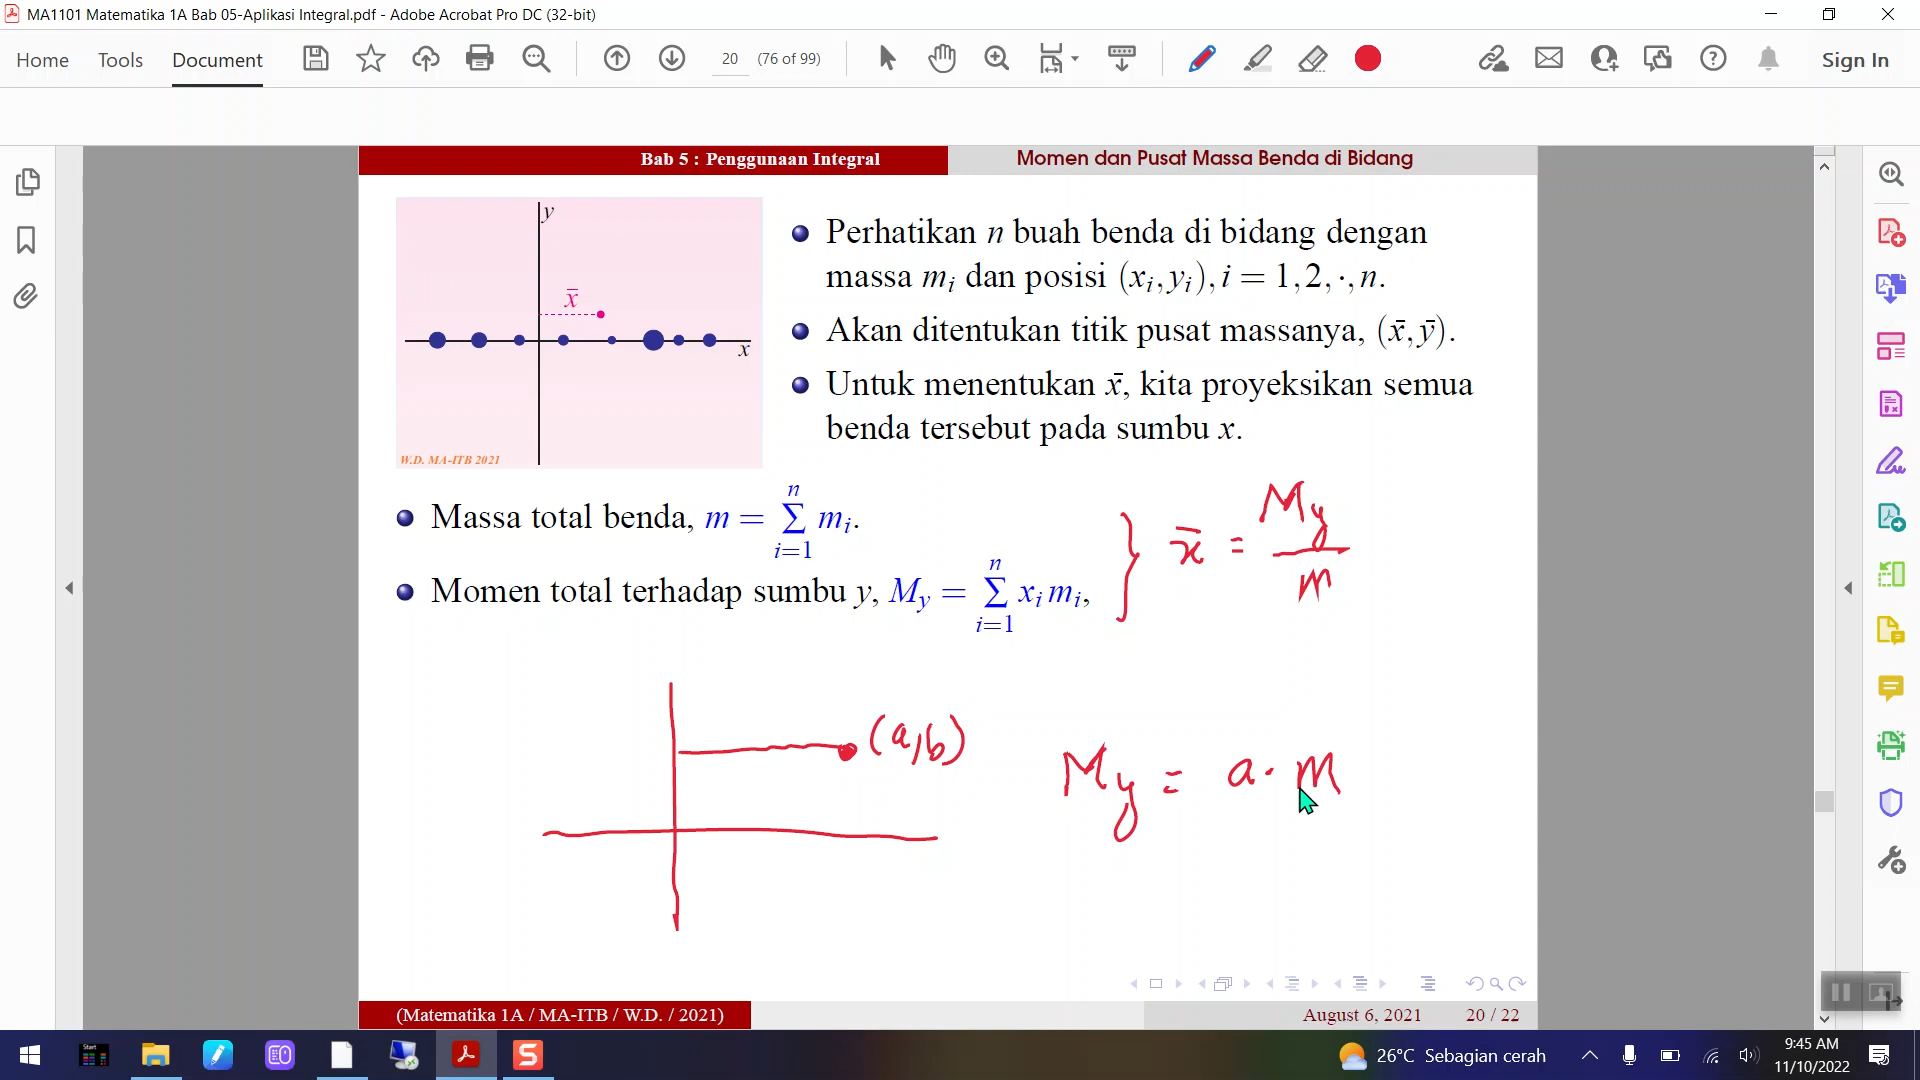 MA1101 Matematika 1A Bab 05-Aplikasi Integral.pdf - Adobe Acrobat Pro DC (32-bit)
Home Tools Document 20 (76 of 99) Sign In
Bab 5 : Penggunaan Integral Momen dan Pusat Massa Benda di Bidang
y
x̄
x
W.D. MA-ITB 2021
Perhatikan n buah benda di bidang dengan
massa mᵢ dan posisi (xᵢ, yᵢ), i = 1, 2, ·, n.
Akan ditentukan titik pusat massanya, (x̄, ȳ).
Untuk menentukan x̄, kita proyeksikan semua
benda tersebut pada sumbu x.
Massa total benda, m = n∑i=1 mᵢ.
Momen total terhadap sumbu y, My = n∑i=1 xᵢ mᵢ,
} x̄ = My / m
(a,b)
My = a · m
(Matematika 1A / MA-ITB / W.D. / 2021) August 6, 2021 20 / 22
Start
26°C Sebagian cerah
9:45 AM
11/10/2022